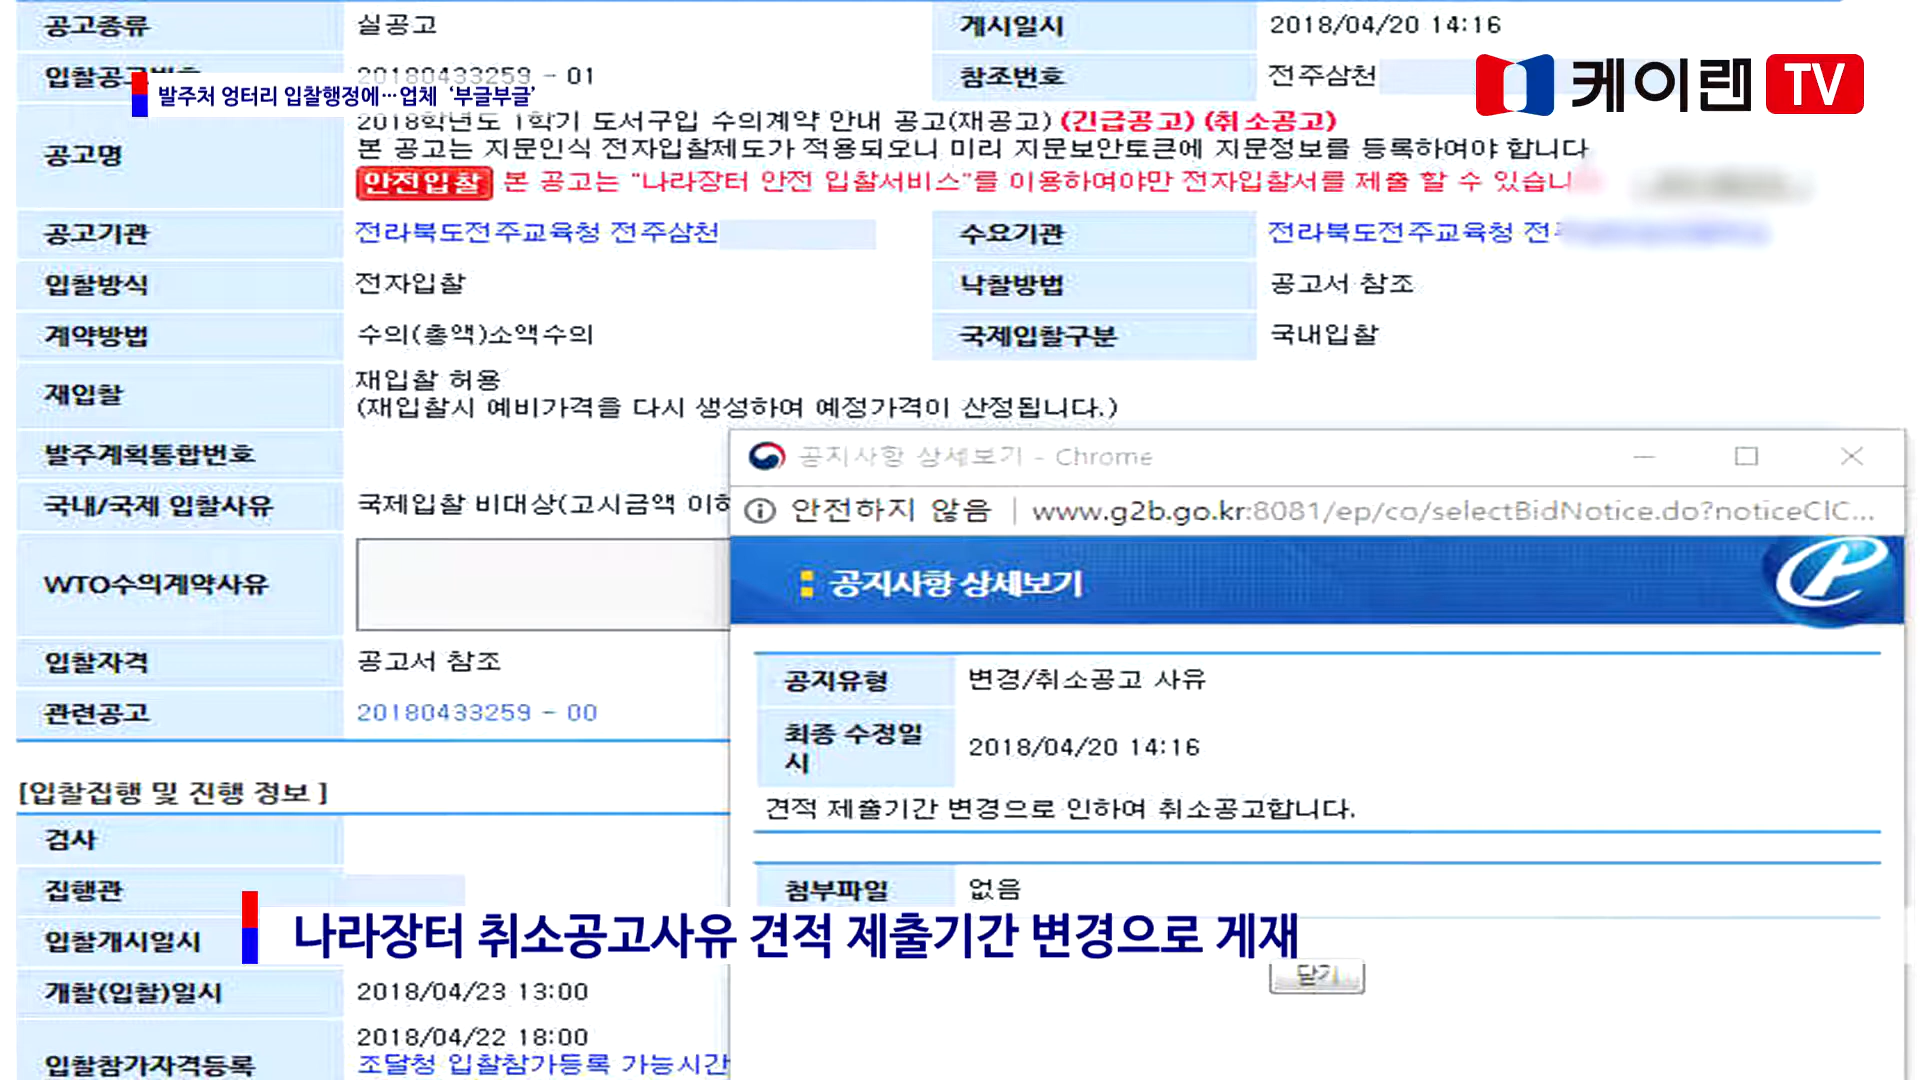 공고종류 실공고 게시일시 2018/04/20 14:16
케이렌 TV
입찰공고번호 20180433259 - 01 참조번호 전주삼천
발주처 엉터리 입찰행정에…업체 ‘부글부글’
2018학년도 1학기 도서구입 수의계약 안내 공고(재공고) (긴급공고) (취소공고)
공고명 본 공고는 지문인식 전자입찰제도가 적용되오니 미리 지문보안토큰에 지문정보를 등록하여야 합니다
안전입찰 본 공고는 "나라장터 안전 입찰서비스"를 이용하여야만 전자입찰서를 제출 할 수 있습니
공고기관 전라북도전주교육청 전주삼천 수요기관 전라북도전주교육청 전주
입찰방식 전자입찰 낙찰방법 공고서 참조
계약방법 수의(총액)소액수의 국제입찰구분 국내입찰
재입찰 재입찰 허용
(재입찰시 예비가격을 다시 생성하여 예정가격이 산정됩니다.)
발주계획통합번호
국내/국제 입찰사유 국제입찰 비대상(고시금액 이하
WTO수의계약사유
입찰자격 공고서 참조
관련공고 20180433259 - 00
[입찰집행 및 진행 정보 ]
검사
집행관
입찰개시일시
개찰(입찰)일시 2018/04/23 13:00
입찰참가자격등록 2018/04/22 18:00
조달청 입찰참가등록 가능시간
공지사항 상세보기 - Chrome
안전하지 않음 | www.g2b.go.kr:8081/ep/co/selectBidNotice.do?noticeClC...
공지사항 상세보기
공지유형 변경/취소공고 사유
최종 수정일시 2018/04/20 14:16
견적 제출기간 변경으로 인하여 취소공고합니다.
첨부파일 없음
닫기
나라장터 취소공고사유 견적 제출기간 변경으로 게재